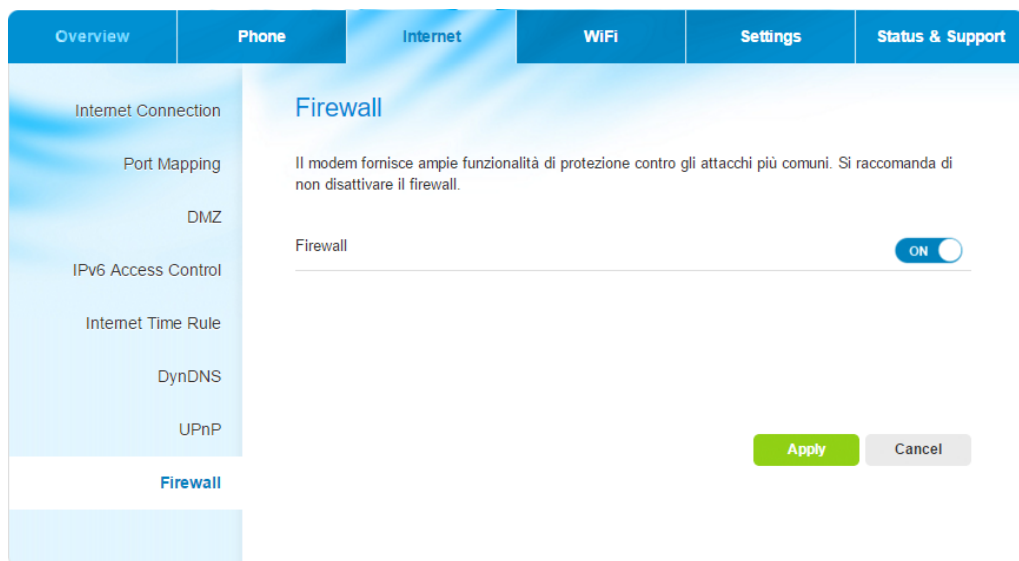 Overview
Phone
Internet
WiFi
Settings
Status & Support
Internet Connection
Port Mapping
DMZ
IPv6 Access Control
Internet Time Rule
DynDNS
UPnP
Firewall
Firewall
Il modem fornisce ampie funzionalità di protezione contro gli attacchi più comuni. Si raccomanda di
non disattivare il firewall.
Firewall
ON
Apply
Cancel